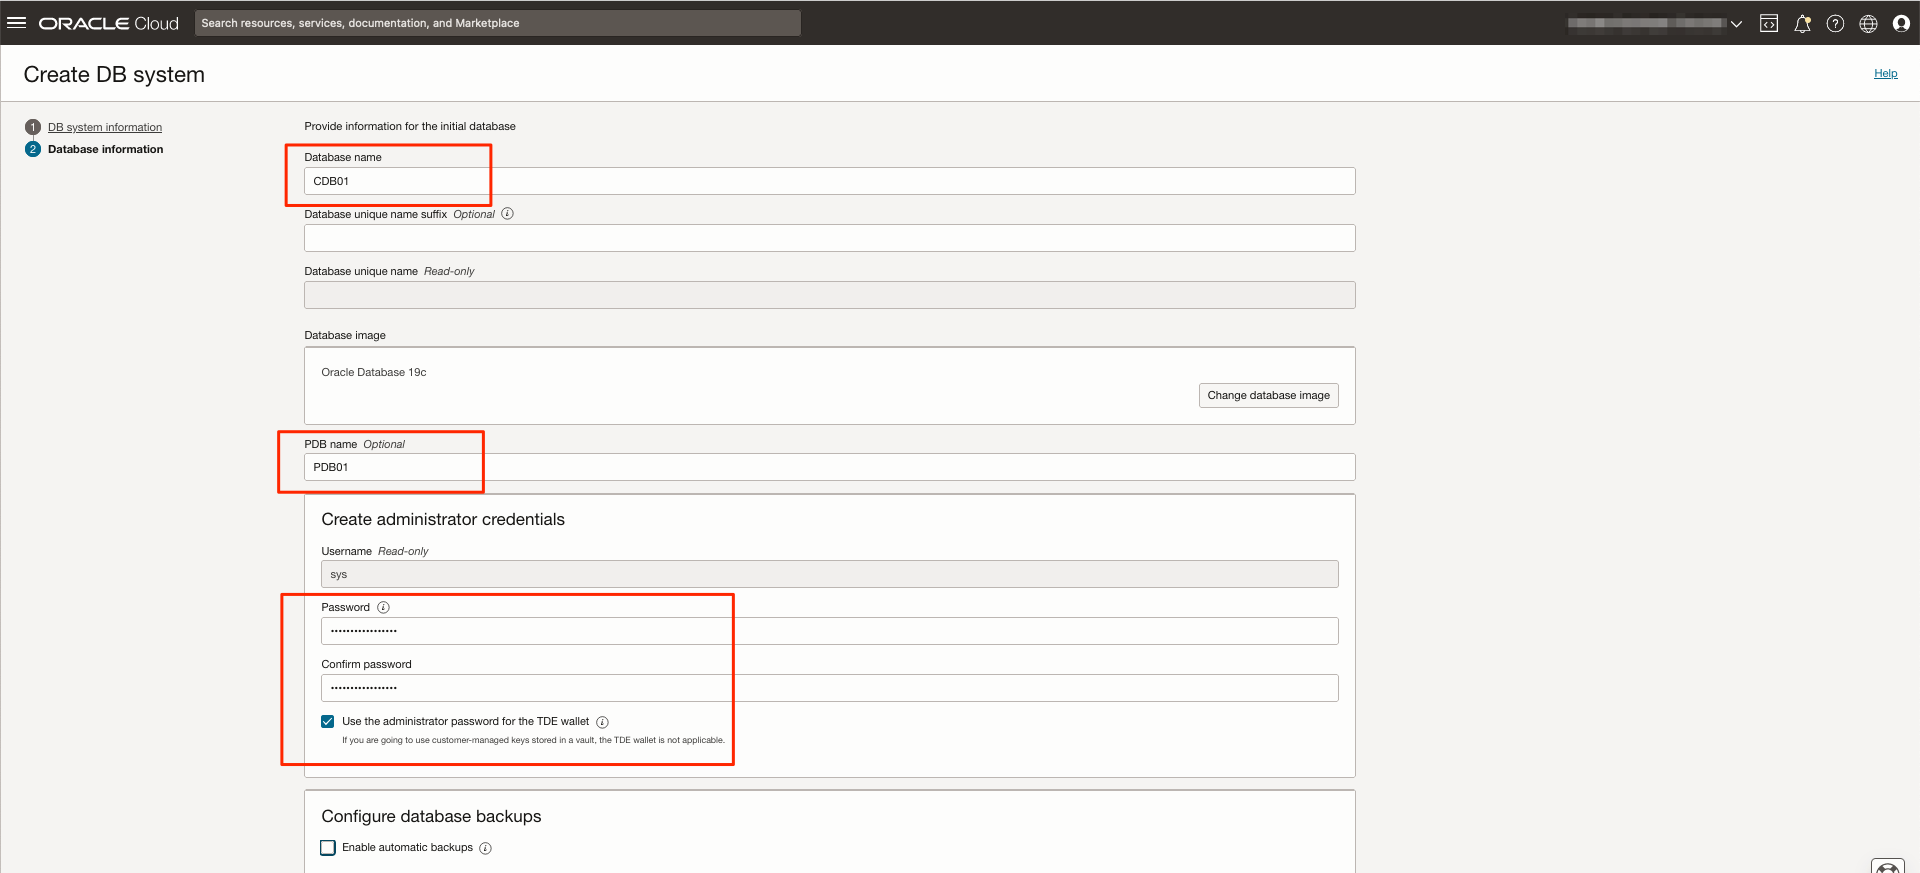 ORACLE Cloud
Search resources, services, documentation, and Marketplace
Create DB system
Help
1 DB system information
2 Database information
Provide information for the initial database
Database name
CDB01
Database unique name suffix Optional
Database unique name Read-only
Database image
Oracle Database 19c
Change database image
PDB name Optional
PDB01
Create administrator credentials
Username Read-only
sys
Password
•••••••••••••••••
Confirm password
•••••••••••••••••
Use the administrator password for the TDE wallet
If you are going to use customer-managed keys stored in a vault, the TDE wallet is not applicable.
Configure database backups
Enable automatic backups